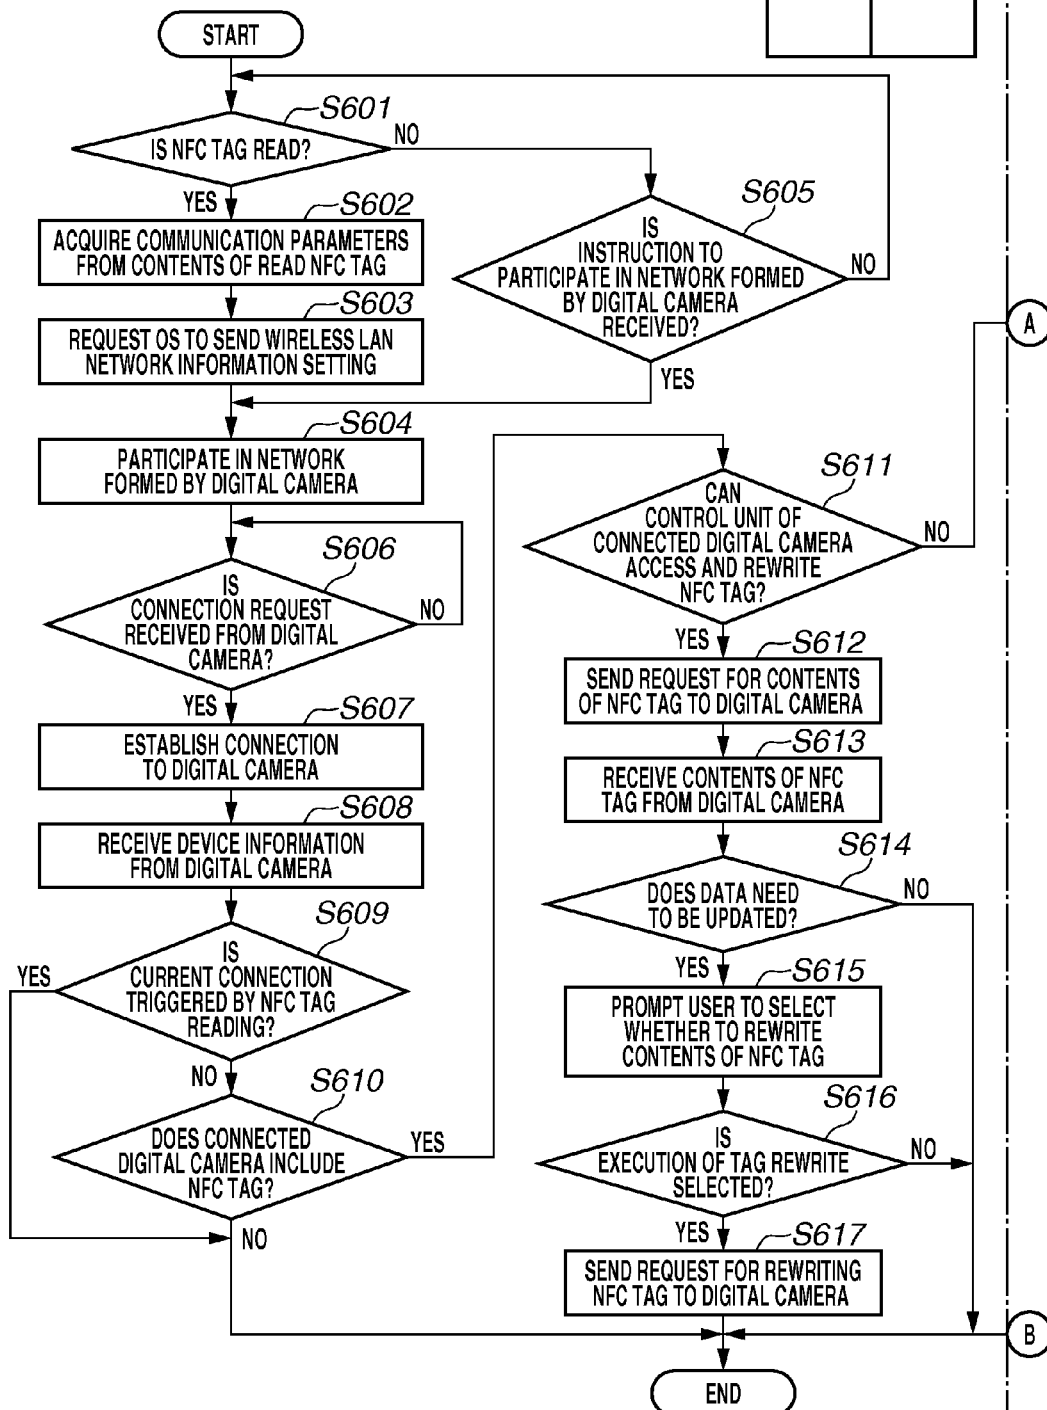 START
S601
IS NFC TAG READ?
NO
YES
S602
ACQUIRE COMMUNICATION PARAMETERS
FROM CONTENTS OF READ NFC TAG
S603
REQUEST OS TO SEND WIRELESS LAN
NETWORK INFORMATION SETTING
S605
IS
INSTRUCTION TO
PARTICIPATE IN NETWORK FORMED
BY DIGITAL CAMERA
RECEIVED?
NO
YES
S604
PARTICIPATE IN NETWORK
FORMED BY DIGITAL CAMERA
S606
IS
CONNECTION REQUEST
RECEIVED FROM DIGITAL
CAMERA?
NO
YES
S607
ESTABLISH CONNECTION
TO DIGITAL CAMERA
S608
RECEIVE DEVICE INFORMATION
FROM DIGITAL CAMERA
S609
IS
CURRENT CONNECTION
TRIGGERED BY NFC TAG
READING?
YES
NO
S610
DOES CONNECTED
DIGITAL CAMERA INCLUDE
NFC TAG?
YES
NO
S611
CAN
CONTROL UNIT OF
CONNECTED DIGITAL CAMERA
ACCESS AND REWRITE
NFC TAG?
NO
A
YES
S612
SEND REQUEST FOR CONTENTS
OF NFC TAG TO DIGITAL CAMERA
S613
RECEIVE CONTENTS OF NFC
TAG FROM DIGITAL CAMERA
S614
DOES DATA NEED
TO BE UPDATED?
NO
YES
S615
PROMPT USER TO SELECT
WHETHER TO REWRITE
CONTENTS OF NFC TAG
S616
IS
EXECUTION OF TAG REWRITE
SELECTED?
NO
YES
S617
SEND REQUEST FOR REWRITING
NFC TAG TO DIGITAL CAMERA
B
END